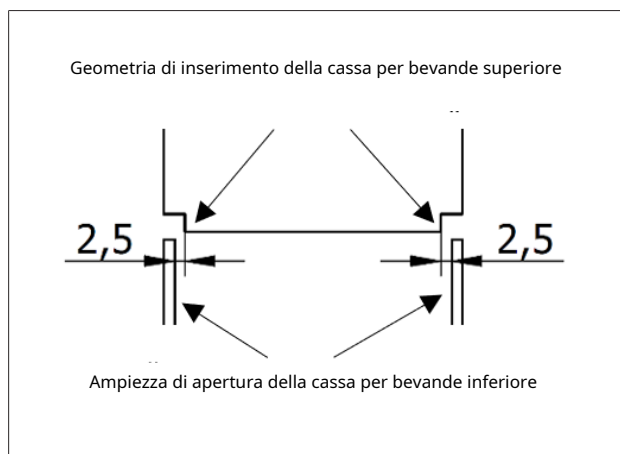 Geometria di inserimento della cassa per bevande superiore
2,5 2,5
Ampiezza di apertura della cassa per bevande inferiore